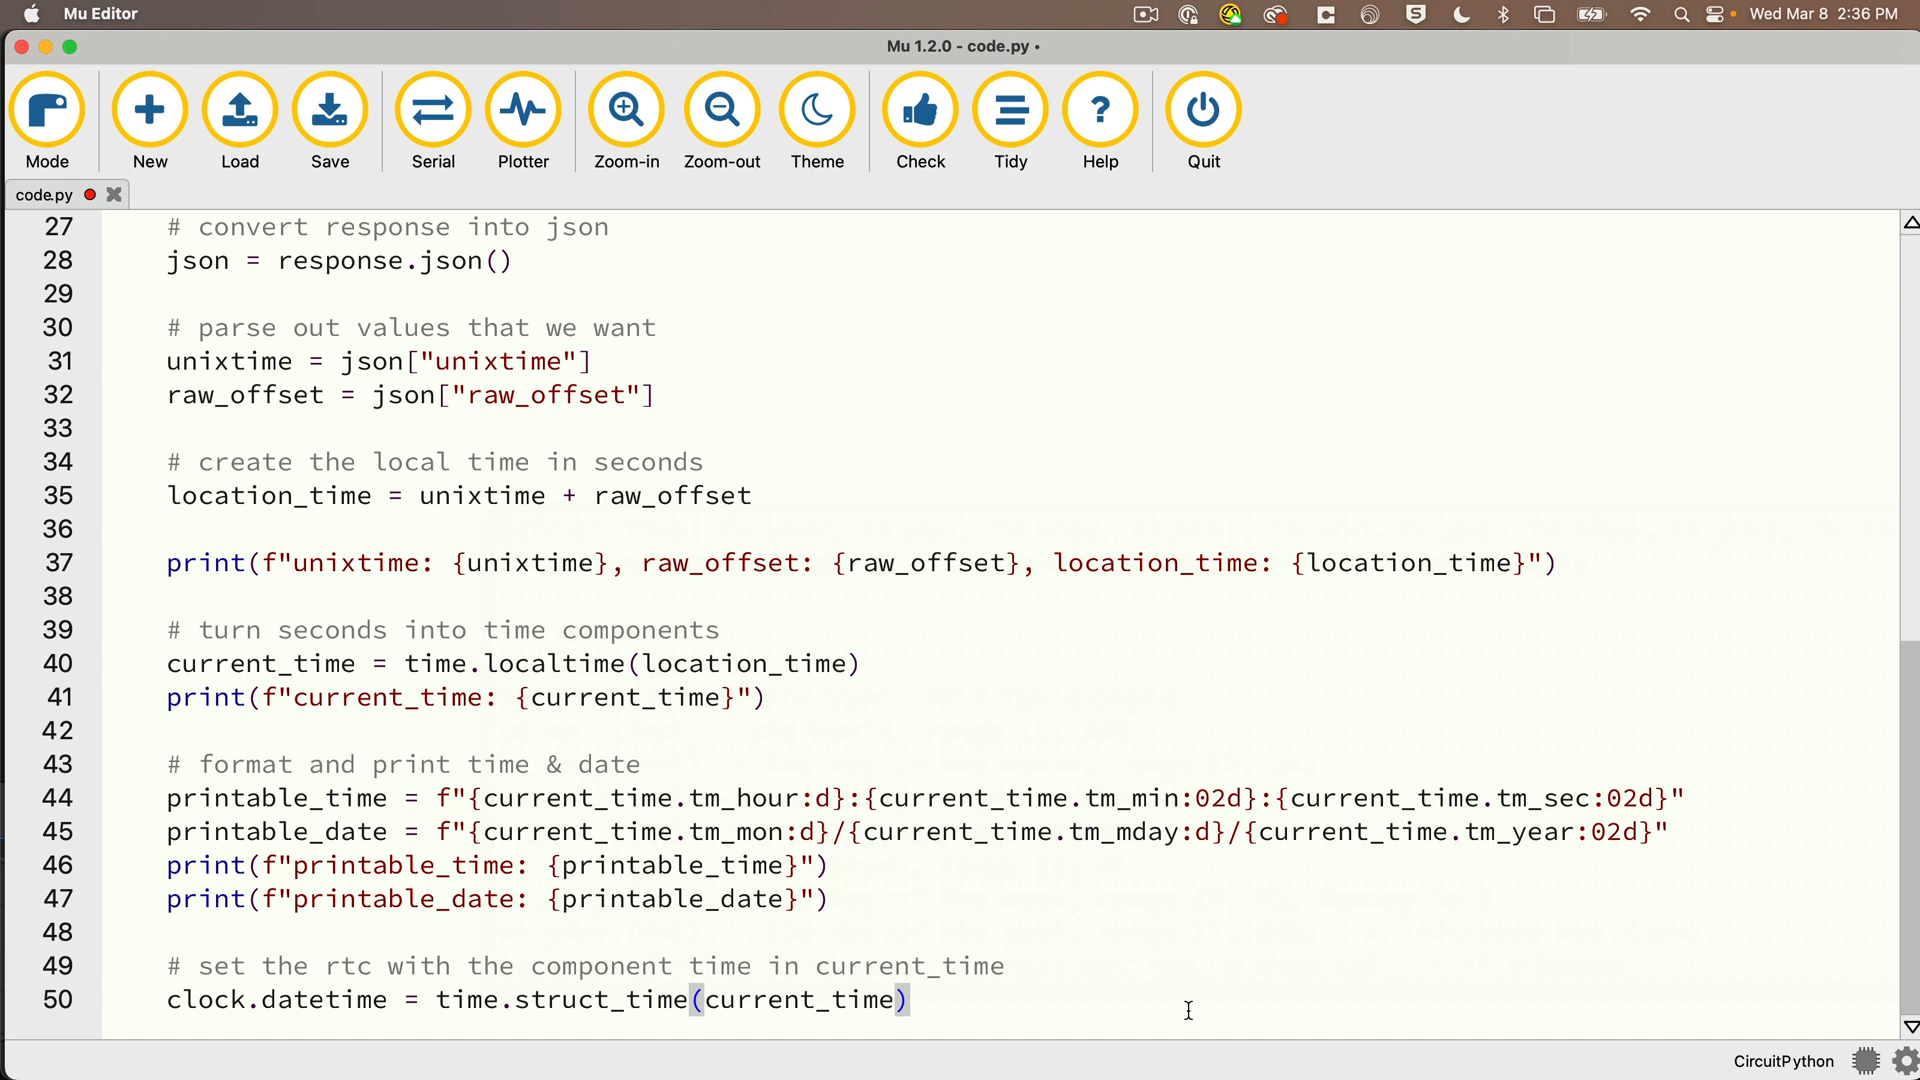 Mu Editor
Wed Mar 8 2:36 PM
Mu 1.2.0 - code.py •
Mode New Load Save Serial Plotter Zoom-in Zoom-out Theme Check Tidy Help Quit
code.py
27 # convert response into json
28 json = response.json()
29
30 # parse out values that we want
31 unixtime = json["unixtime"]
32 raw_offset = json["raw_offset"]
33
34 # create the local time in seconds
35 location_time = unixtime + raw_offset
36
37 print(f"unixtime: {unixtime}, raw_offset: {raw_offset}, location_time: {location_time}")
38
39 # turn seconds into time components
40 current_time = time.localtime(location_time)
41 print(f"current_time: {current_time}")
42
43 # format and print time & date
44 printable_time = f"{current_time.tm_hour:d}:{current_time.tm_min:02d}:{current_time.tm_sec:02d}"
45 printable_date = f"{current_time.tm_mon:d}/{current_time.tm_mday:d}/{current_time.tm_year:02d}"
46 print(f"printable_time: {printable_time}")
47 print(f"printable_date: {printable_date}")
48
49 # set the rtc with the component time in current_time
50 clock.datetime = time.struct_time(current_time)
CircuitPython